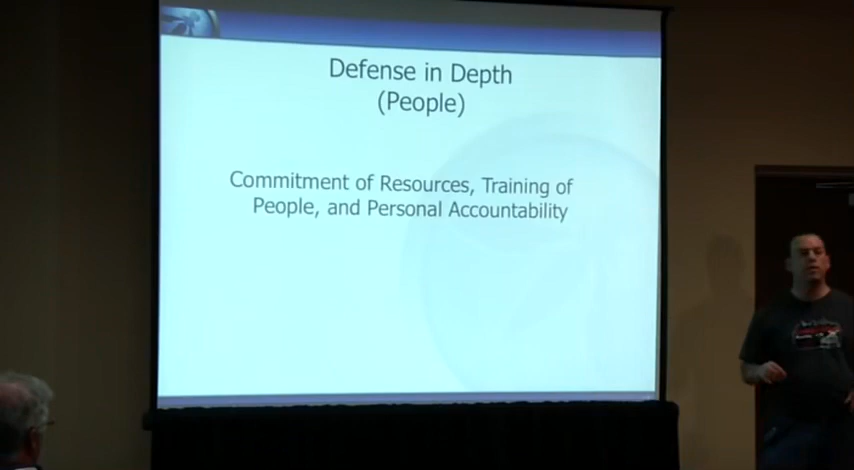 Defense in Depth
(People)
Commitment of Resources, Training of
People, and Personal Accountability